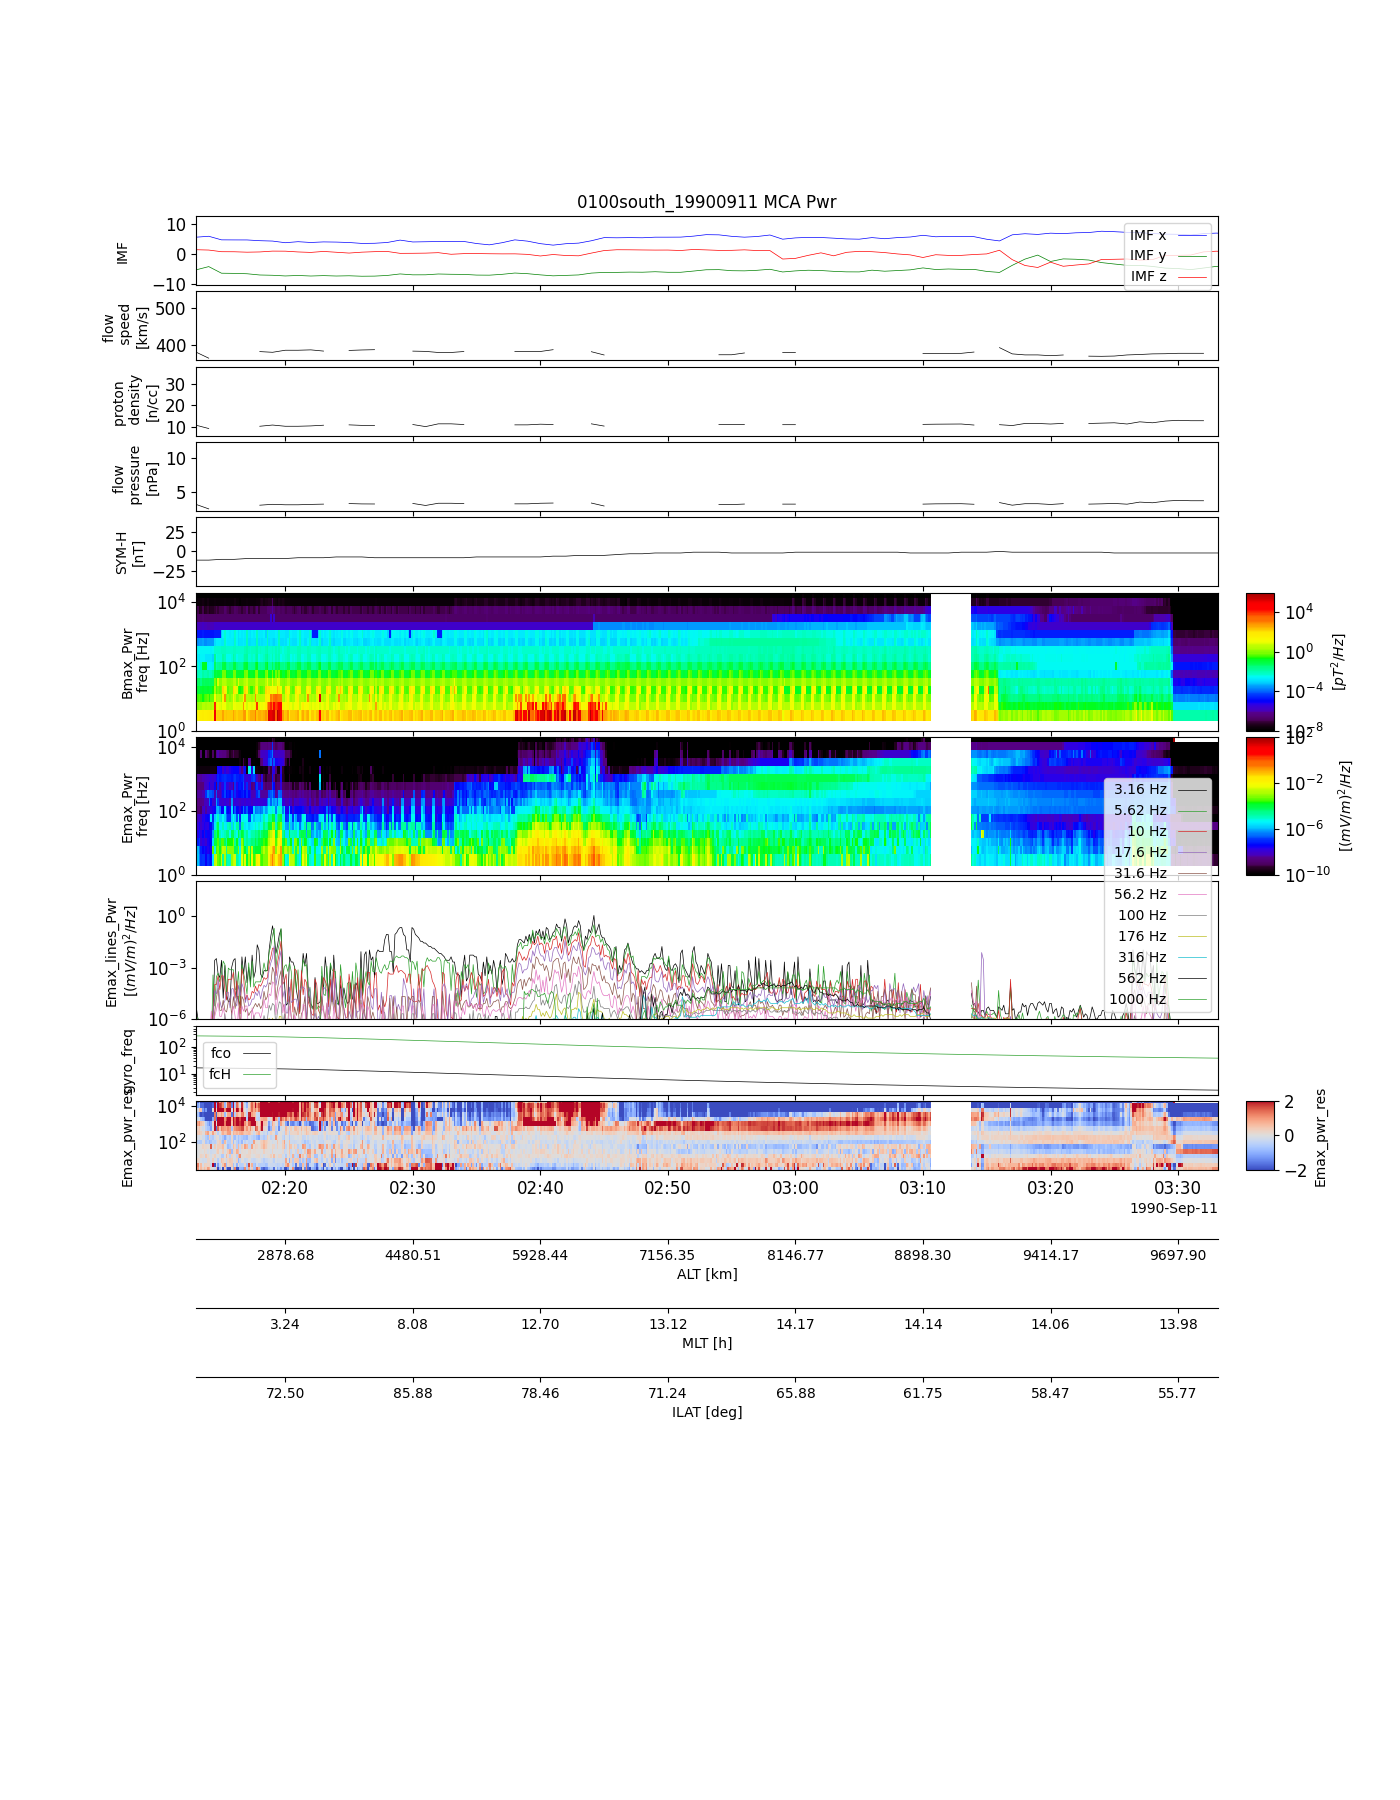 0100south_19900911 MCA Pwr
10
0
−10
IMF
IMF x
IMF y
IMF z
500
400
flow
speed
[km/s]
30
20
10
proton
density
[n/cc]
10
5
flow
pressure
[nPa]
25
0
−25
SYM-H
[nT]
10^4
10^2
10^0
Bmax_Pwr
freq [Hz]
10^4
10^0
10^−4
10^−8
[pT^2/Hz]
10^4
10^2
10^0
Emax_Pwr
freq [Hz]
10^2
10^−2
10^−6
10^−10
[(mV/m)^2/Hz]
3.16 Hz
5.62 Hz
10 Hz
17.6 Hz
31.6 Hz
56.2 Hz
100 Hz
176 Hz
316 Hz
562 Hz
1000 Hz
10^0
10^−3
10^−6
Emax_lines_Pwr
[(mV/m)^2/Hz]
10^2
10^1
gyro_freq
fco
fcH
10^4
10^2
Emax_pwr_res
2
0
−2
Emax_pwr_res
02:20 02:30 02:40 02:50 03:00 03:10 03:20 03:30
1990-Sep-11
2878.68 4480.51 5928.44 7156.35 8146.77 8898.30 9414.17 9697.90
ALT [km]
3.24 8.08 12.70 13.12 14.17 14.14 14.06 13.98
MLT [h]
72.50 85.88 78.46 71.24 65.88 61.75 58.47 55.77
ILAT [deg]